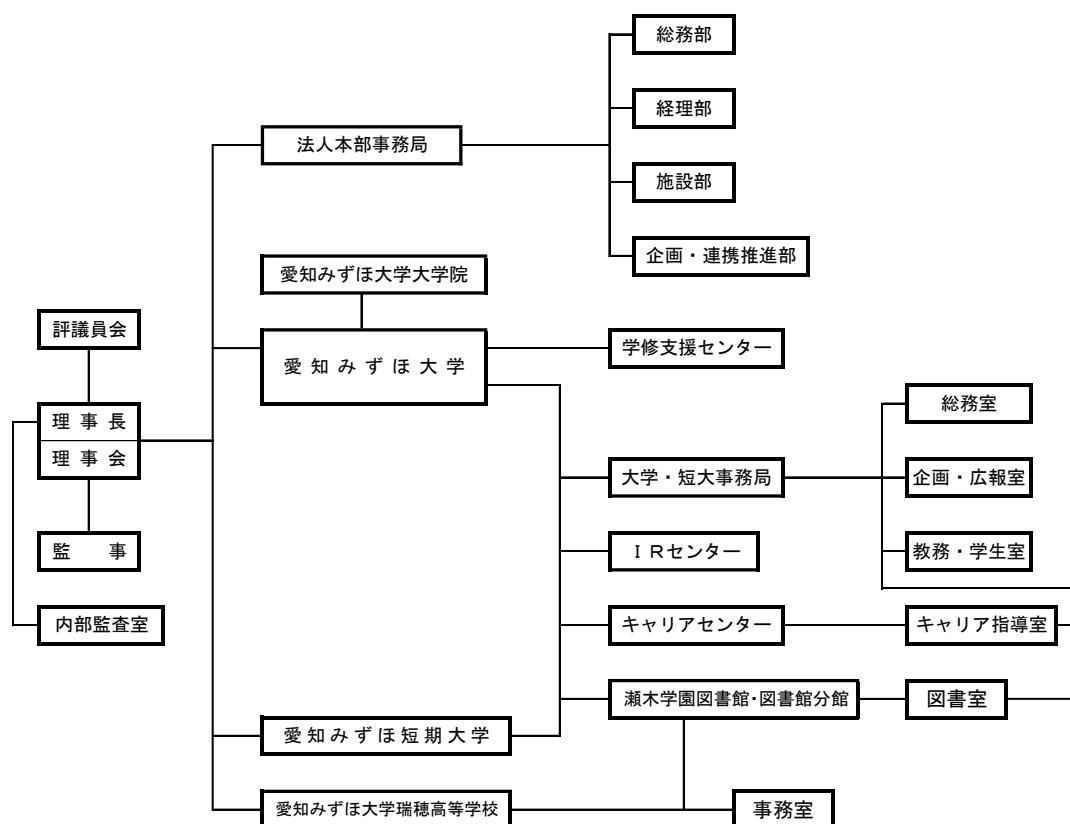 総務部
経理部
法人本部事務局
施設部
企画・連携推進部
愛知みずほ大学大学院
評議員会
学修支援センター
愛知みずほ大学
総務室
理事長
理事会
大学・短大事務局
企画・広報室
監　　事
ＩＲセンター
教務・学生室
内部監査室
キャリアセンター
キャリア指導室
瀬木学園図書館・図書館分館
図書室
愛知みずほ短期大学
愛知みずほ大学瑞穂高等学校
事務室